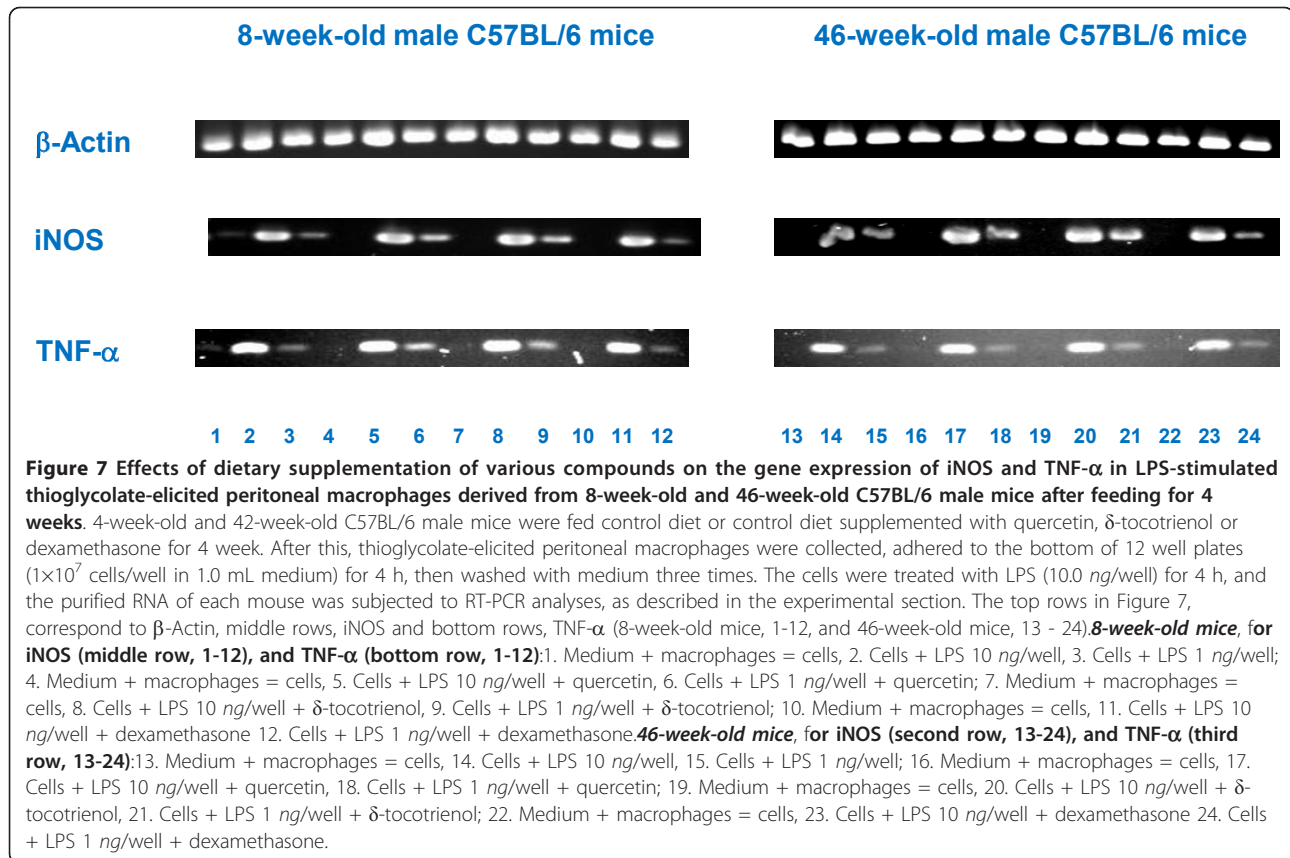 8-week-old male C57BL/6 mice 46-week-old male C57BL/6 mice
β-Actin
iNOS
TNF-α
1 2 3 4 5 6 7 8 9 10 11 12 13 14 15 16 17 18 19 20 21 22 23 24
Figure 7 Effects of dietary supplementation of various compounds on the gene expression of iNOS and TNF-α in LPS-stimulated
thioglycolate-elicited peritoneal macrophages derived from 8-week-old and 46-week-old C57BL/6 male mice after feeding for 4
weeks. 4-week-old and 42-week-old C57BL/6 male mice were fed control diet or control diet supplemented with quercetin, δ-tocotrienol or
dexamethasone for 4 week. After this, thioglycolate-elicited peritoneal macrophages were collected, adhered to the bottom of 12 well plates
(1×10⁷ cells/well in 1.0 mL medium) for 4 h, then washed with medium three times. The cells were treated with LPS (10.0 ng/well) for 4 h, and
the purified RNA of each mouse was subjected to RT-PCR analyses, as described in the experimental section. The top rows in Figure 7,
correspond to β-Actin, middle rows, iNOS and bottom rows, TNF-α (8-week-old mice, 1-12, and 46-week-old mice, 13 - 24).8-week-old mice, for
iNOS (middle row, 1-12), and TNF-α (bottom row, 1-12):1. Medium + macrophages = cells, 2. Cells + LPS 10 ng/well, 3. Cells + LPS 1 ng/well;
4. Medium + macrophages = cells, 5. Cells + LPS 10 ng/well + quercetin, 6. Cells + LPS 1 ng/well + quercetin; 7. Medium + macrophages =
cells, 8. Cells + LPS 10 ng/well + δ-tocotrienol, 9. Cells + LPS 1 ng/well + δ-tocotrienol; 10. Medium + macrophages = cells, 11. Cells + LPS 10
ng/well + dexamethasone 12. Cells + LPS 1 ng/well + dexamethasone.46-week-old mice, for iNOS (second row, 13-24), and TNF-α (third
row, 13-24):13. Medium + macrophages = cells, 14. Cells + LPS 10 ng/well, 15. Cells + LPS 1 ng/well; 16. Medium + macrophages = cells, 17.
Cells + LPS 10 ng/well + quercetin, 18. Cells + LPS 1 ng/well + quercetin; 19. Medium + macrophages = cells, 20. Cells + LPS 10 ng/well + δ-
tocotrienol, 21. Cells + LPS 1 ng/well + δ-tocotrienol; 22. Medium + macrophages = cells, 23. Cells + LPS 10 ng/well + dexamethasone 24. Cells
+ LPS 1 ng/well + dexamethasone.